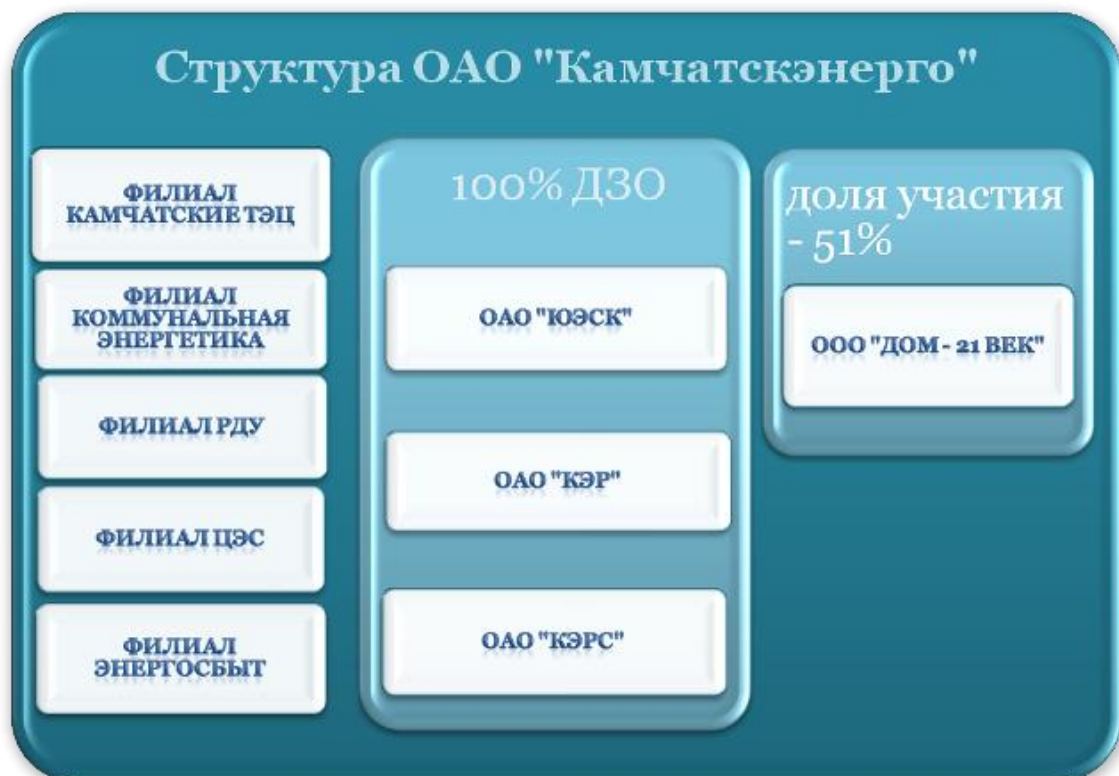 Структура ОАО "Камчатскэнерго"
ФИЛИАЛ
КАМЧАТСКИЕ ТЭЦ
ФИЛИАЛ
КОММУНАЛЬНАЯ
ЭНЕРГЕТИКА
ФИЛИАЛ РДУ
ФИЛИАЛ ЦЭС
ФИЛИАЛ
ЭНЕРГОСБЫТ
100% ДЗО
ОАО "ЮЭСК"
ОАО "КЭР"
ОАО "КЭРС"
доля участия
- 51%
ООО "ДОМ - 21 ВЕК"